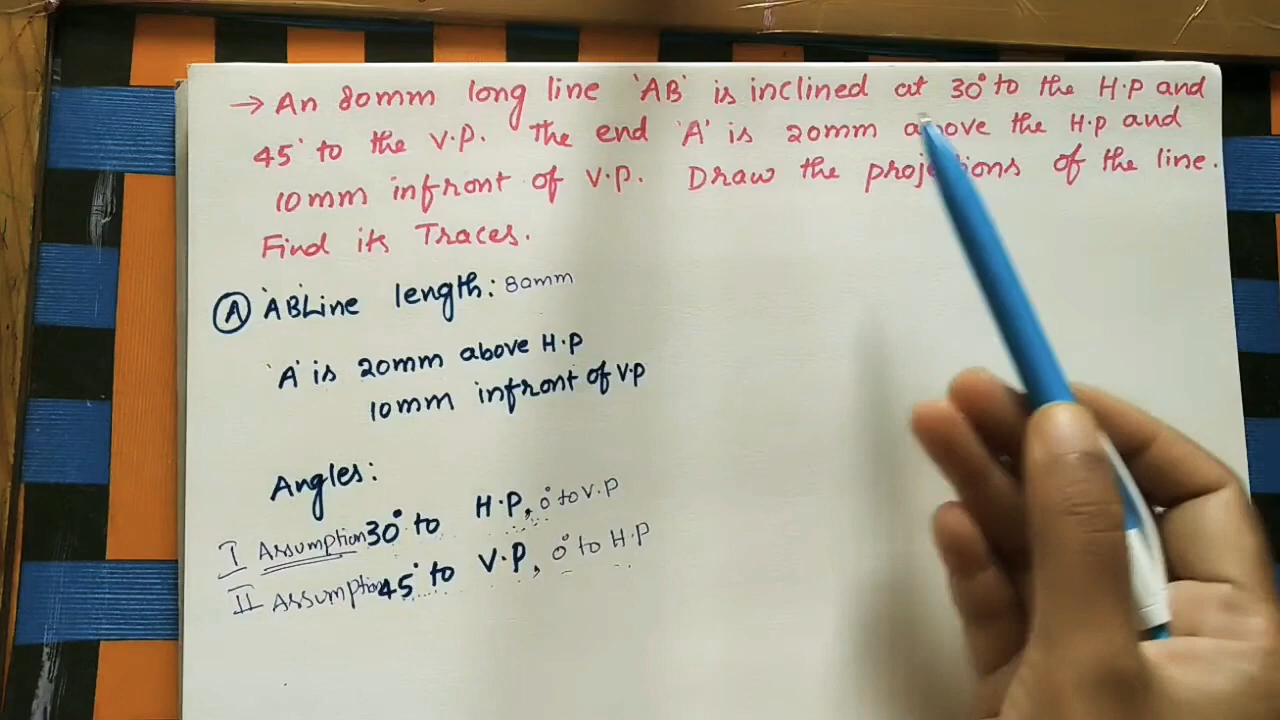 → An 80mm long line 'AB' is inclined at 30° to the H.P and
45° to the V.P. The end 'A' is 20mm above the H.P and
10mm infront of V.P. Draw the projections of the line.
Find its Traces.
Ⓐ 'AB' Line length: 80mm
'A' is 20mm above H.P
10mm infront of V.P
Angles:
I Assumption 30° to H.P, 0° to V.P
II Assumption 45° to V.P, 0° to H.P